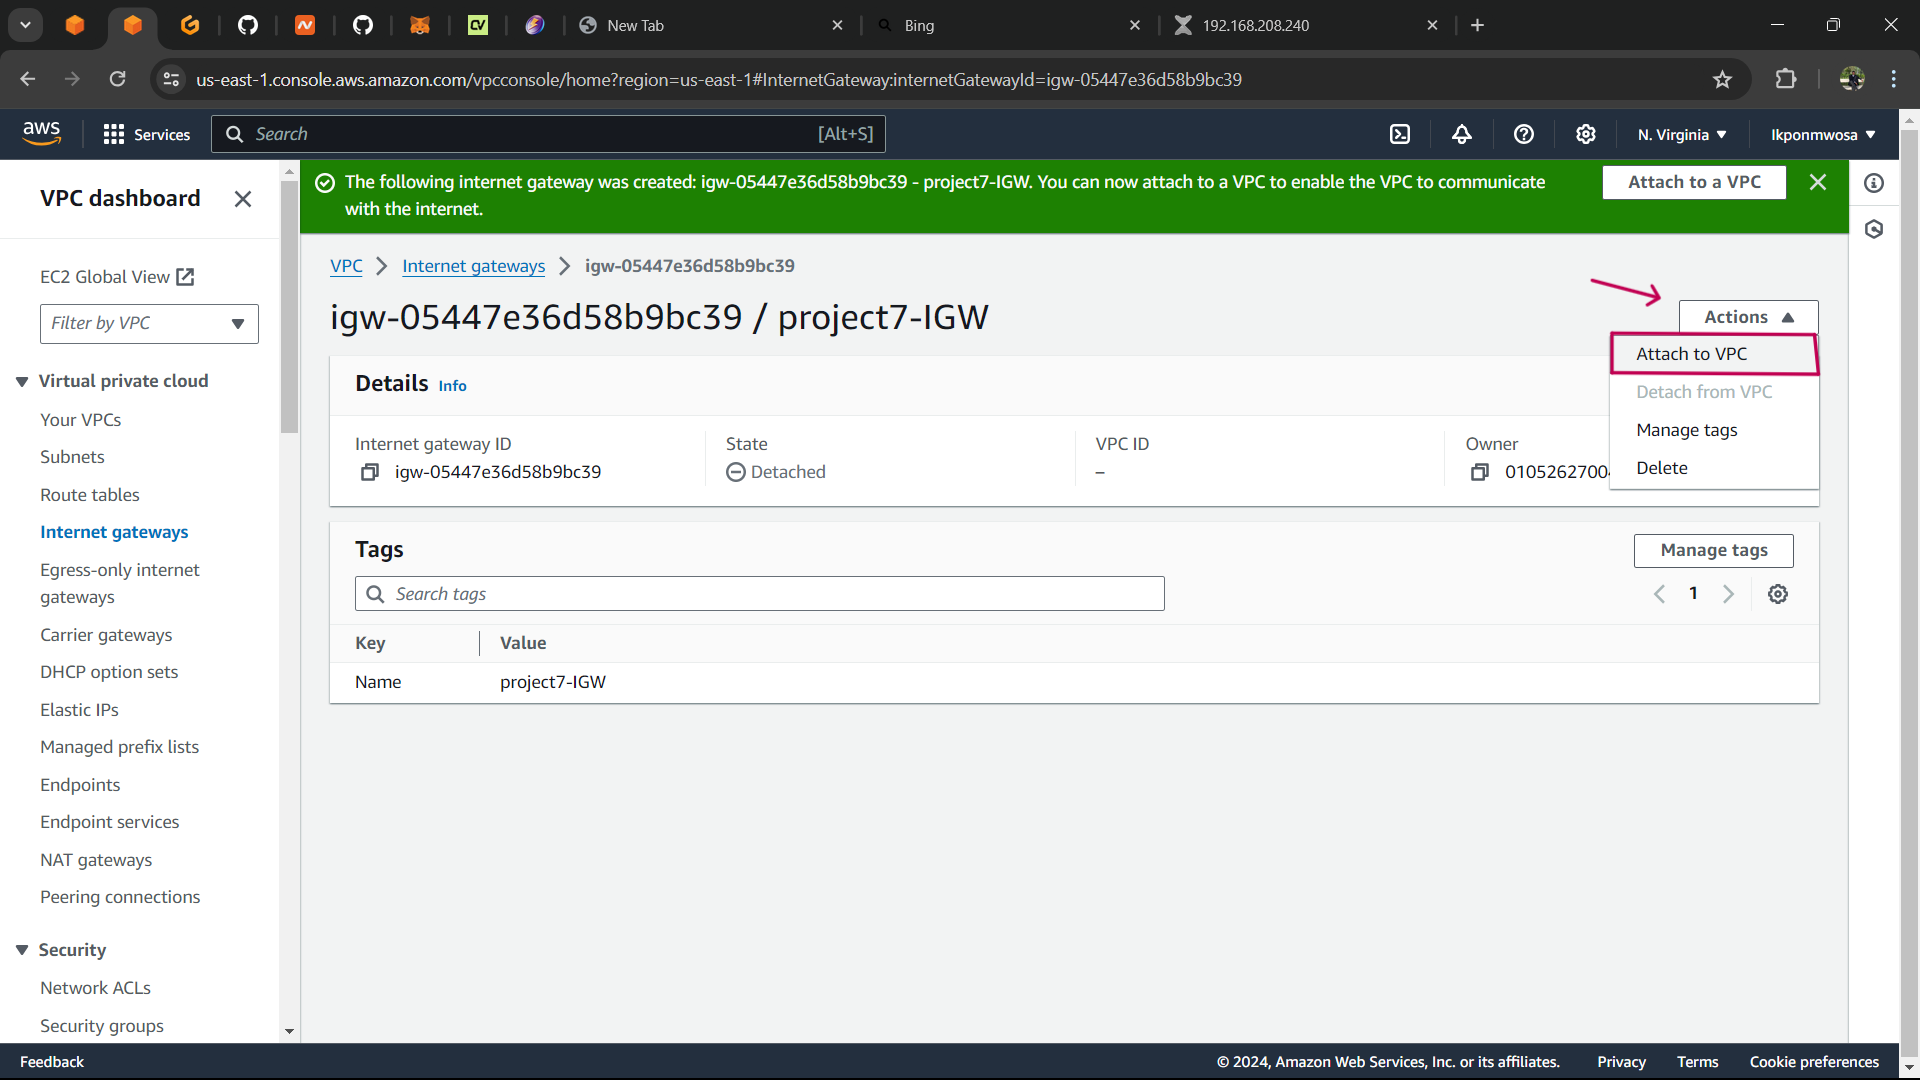 New Tab
Bing
192.168.208.240
us-east-1.console.aws.amazon.com/vpcconsole/home?region=us-east-1#InternetGateway:internetGatewayId=igw-05447e36d58b9bc39
aws
Services
Search
[Alt+S]
N. Virginia
Ikponmwosa
VPC dashboard
EC2 Global View
Filter by VPC
Virtual private cloud
Your VPCs
Subnets
Route tables
Internet gateways
Egress-only internet
gateways
Carrier gateways
DHCP option sets
Elastic IPs
Managed prefix lists
Endpoints
Endpoint services
NAT gateways
Peering connections
Security
Network ACLs
Security groups
The following internet gateway was created: igw-05447e36d58b9bc39 - project7-IGW. You can now attach to a VPC to enable the VPC to communicate
with the internet.
Attach to a VPC
VPC > Internet gateways > igw-05447e36d58b9bc39
igw-05447e36d58b9bc39 / project7-IGW
Actions
Attach to VPC
Detach from VPC
Manage tags
Delete
Details Info
Internet gateway ID
igw-05447e36d58b9bc39
State
Detached
VPC ID
–
Owner
0105262700
Tags
Manage tags
Search tags
1
Key
Value
Name
project7-IGW
Feedback
© 2024, Amazon Web Services, Inc. or its affiliates.
Privacy
Terms
Cookie preferences